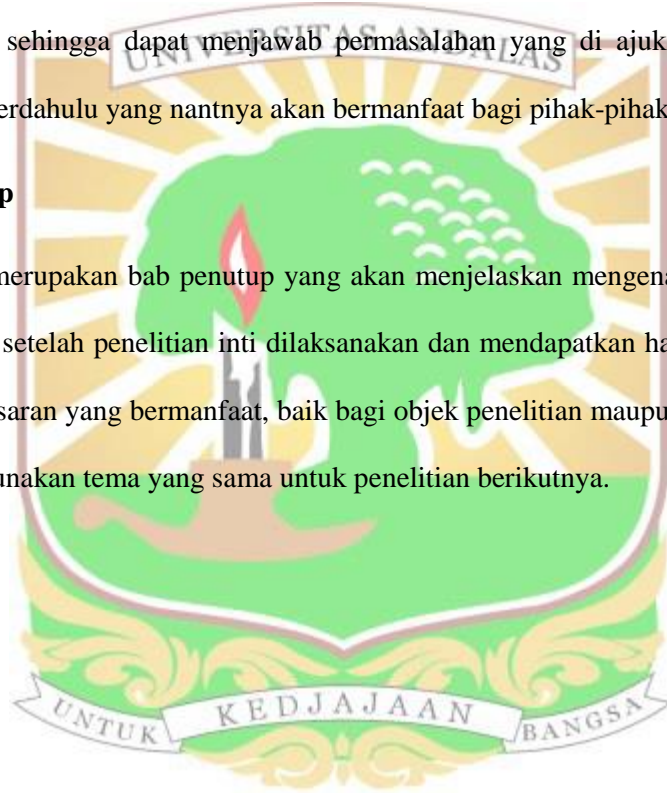 sehingga dapat menjawab permasalahan yang di ajuk
UNIVERSITAS ANDALAS
erdahulu yang nantnya akan bermanfaat bagi pihak-pihak
p
merupakan bab penutup yang akan menjelaskan mengena
setelah penelitian inti dilaksanakan dan mendapatkan ha
saran yang bermanfaat, baik bagi objek penelitian maupu
unakan tema yang sama untuk penelitian berikutnya.
UNTUK KEDJAJAAN BANGSA